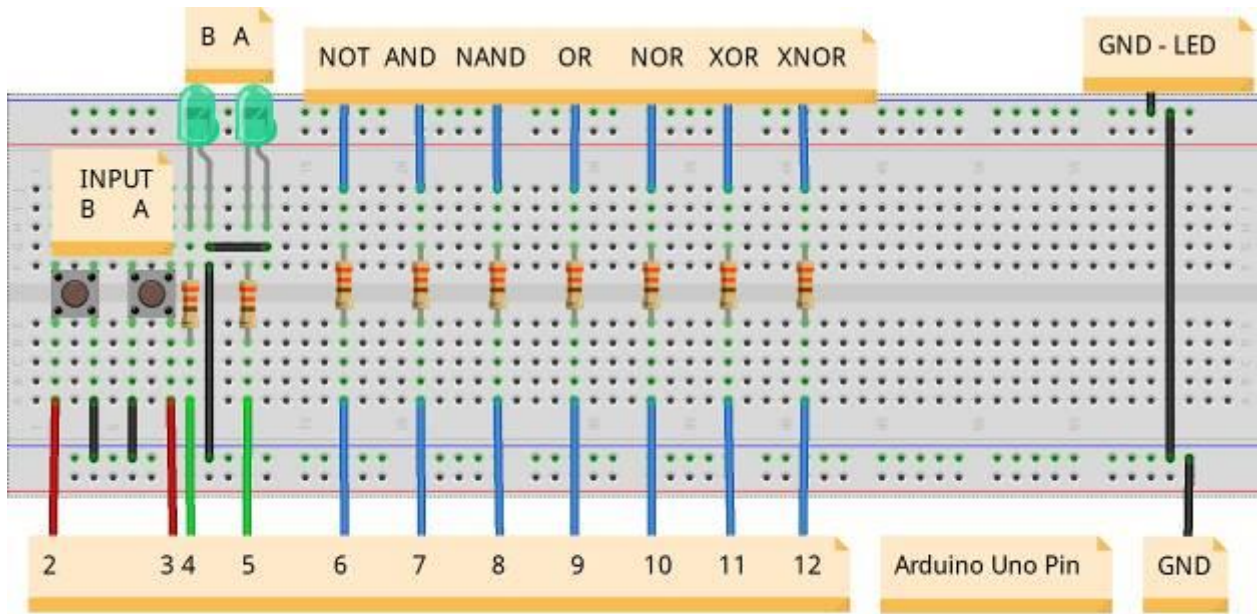 B A
NOT AND NAND OR NOR XOR XNOR
GND - LED
INPUT
B A
2 3 4 5 6 7 8 9 10 11 12
Arduino Uno Pin
GND